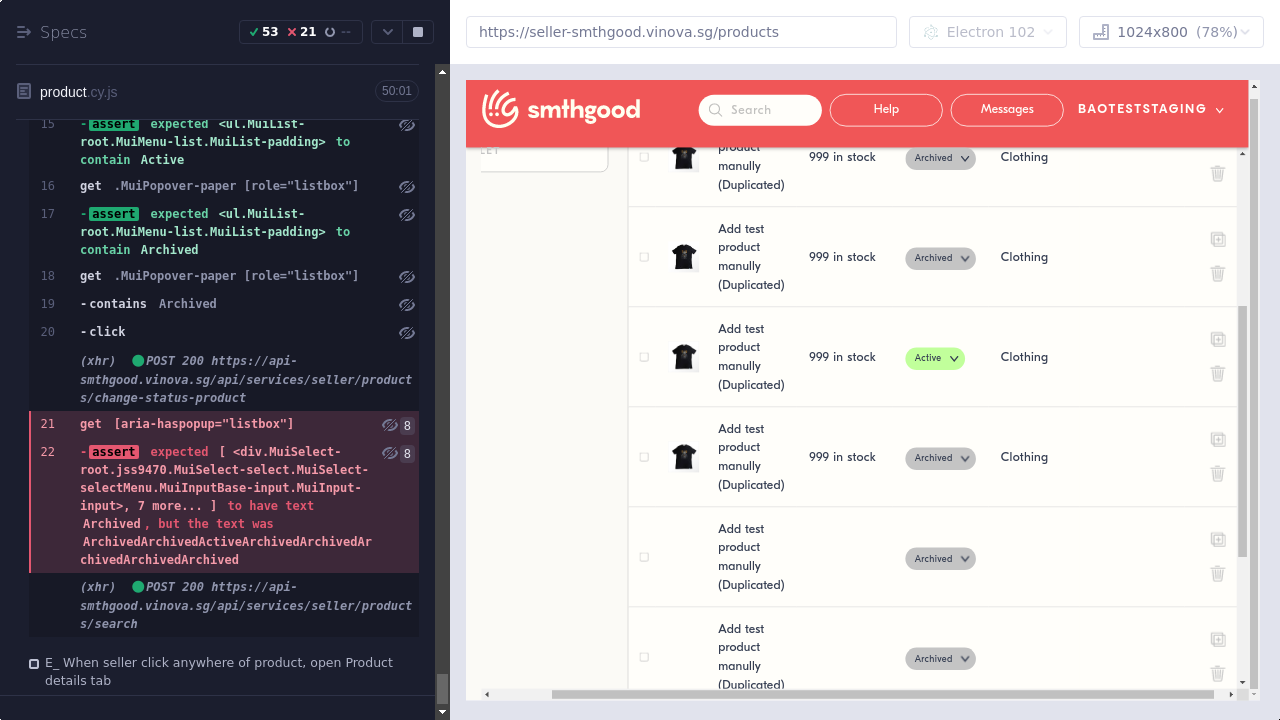 Specs
53
21
--
https://seller-smthgood.vinova.sg/products
Electron 102
1024x800 (78%)
product.cy.js
50:01
15
-assert expected <ul.MuiList-
root.MuiMenu-list.MuiList-padding> to
contain Active
16
get .MuiPopover-paper [role="listbox"]
17
-assert expected <ul.MuiList-
root.MuiMenu-list.MuiList-padding> to
contain Archived
18
get .MuiPopover-paper [role="listbox"]
19
-contains Archived
20
-click
(xhr) POST 200 https://api-
smthgood.vinova.sg/api/services/seller/product
s/change-status-product
21
get [aria-haspopup="listbox"]
8
22
-assert expected [ <div.MuiSelect-
root.jss9470.MuiSelect-select.MuiSelect-
selectMenu.MuiInputBase-input.MuiInput-
input>, 7 more... ] to have text
Archived, but the text was
ArchivedArchivedActiveArchivedArchivedAr
chivedArchivedArchived
8
(xhr) POST 200 https://api-
smthgood.vinova.sg/api/services/seller/product
s/search
E_ When seller click anywhere of product, open Product
details tab
smthgood
Search
Help
Messages
BAOTESTSTAGING
product
manully
(Duplicated)
999 in stock
Archived
Clothing
Add test
product
manully
(Duplicated)
999 in stock
Archived
Clothing
Add test
product
manully
(Duplicated)
999 in stock
Active
Clothing
Add test
product
manully
(Duplicated)
999 in stock
Archived
Clothing
Add test
product
manully
(Duplicated)
Archived
Add test
product
manully
(Duplicated)
Archived